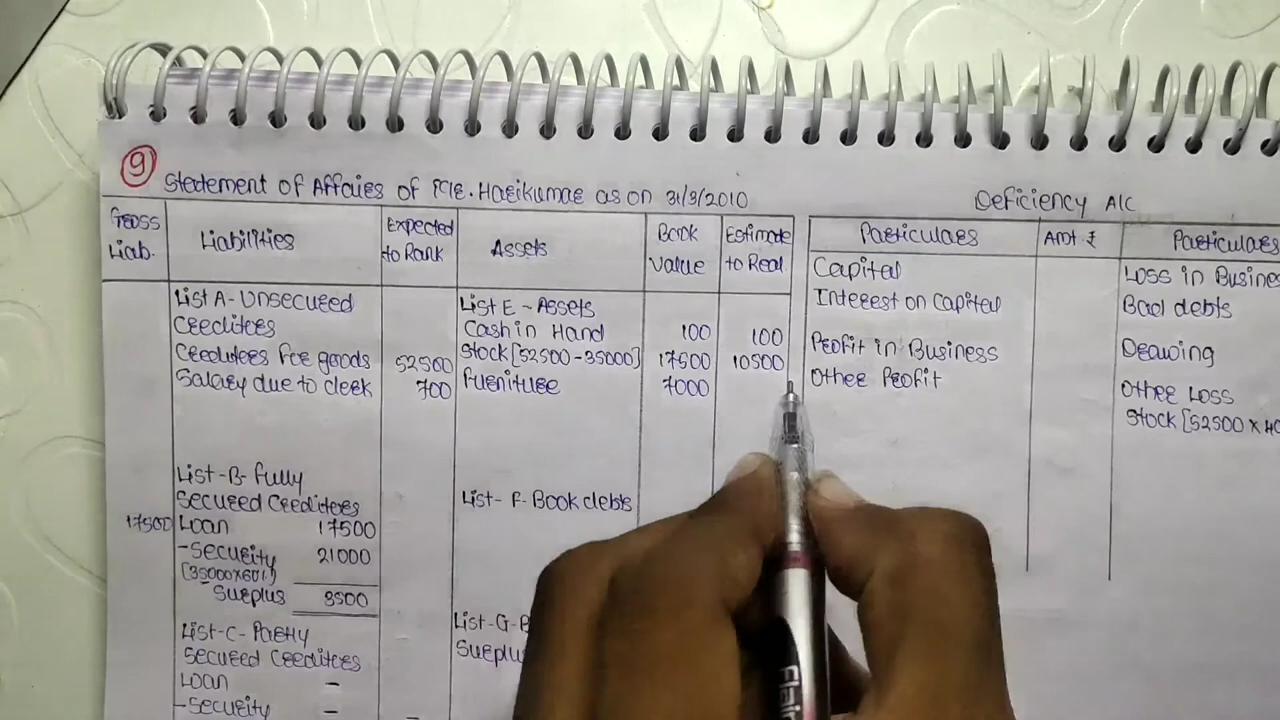 9
Statement of Affairs of Mr. Harikumar as on 31/3/2010
Deficiency A/C
Gross Liab.
Liabilities
Expected to Rank
Assets
Book Value
Estimate to Real
Particulars
Amt. ₹
Particulars
List A - Unsecured
Creditors
Creditors for goods 52500
Salary due to clerk 700
List E - Assets
Cash in Hand 100 100
Stock [52500 - 35000] 17500 10500
Furniture 7000
Capital
Interest on Capital
Profit in Business
Other Profit
Loss in Busines
Bad debts
Drawing
Other Loss
Stock [52500 x 40
List - B - Fully
Secured Creditors
17500 Loan 17500
- Security 21000
[35000x60%]
Surplus 3500
List - F - Book debts
List - C - Partly
Secured Creditors
Loan -
- Security -
List - G - B
Surplu